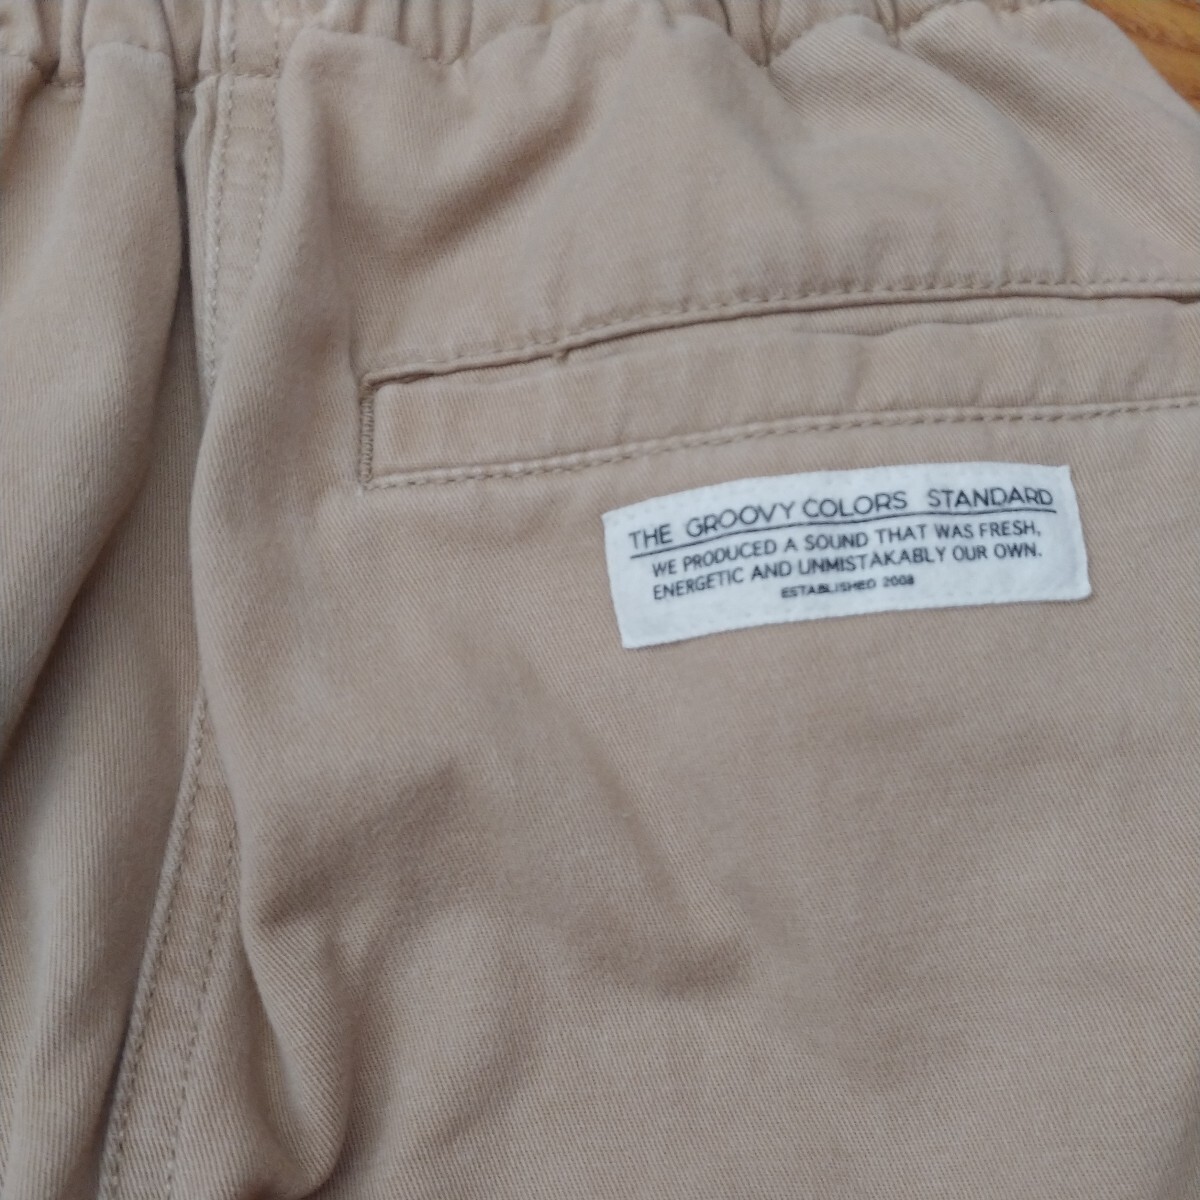 THE GROOVY COLORS STANDARD
WE PRODUCED A SOUND THAT WAS FRESH,
ENERGETIC AND UNMISTAKABLY OUR OWN.
ESTABLISHED 2008